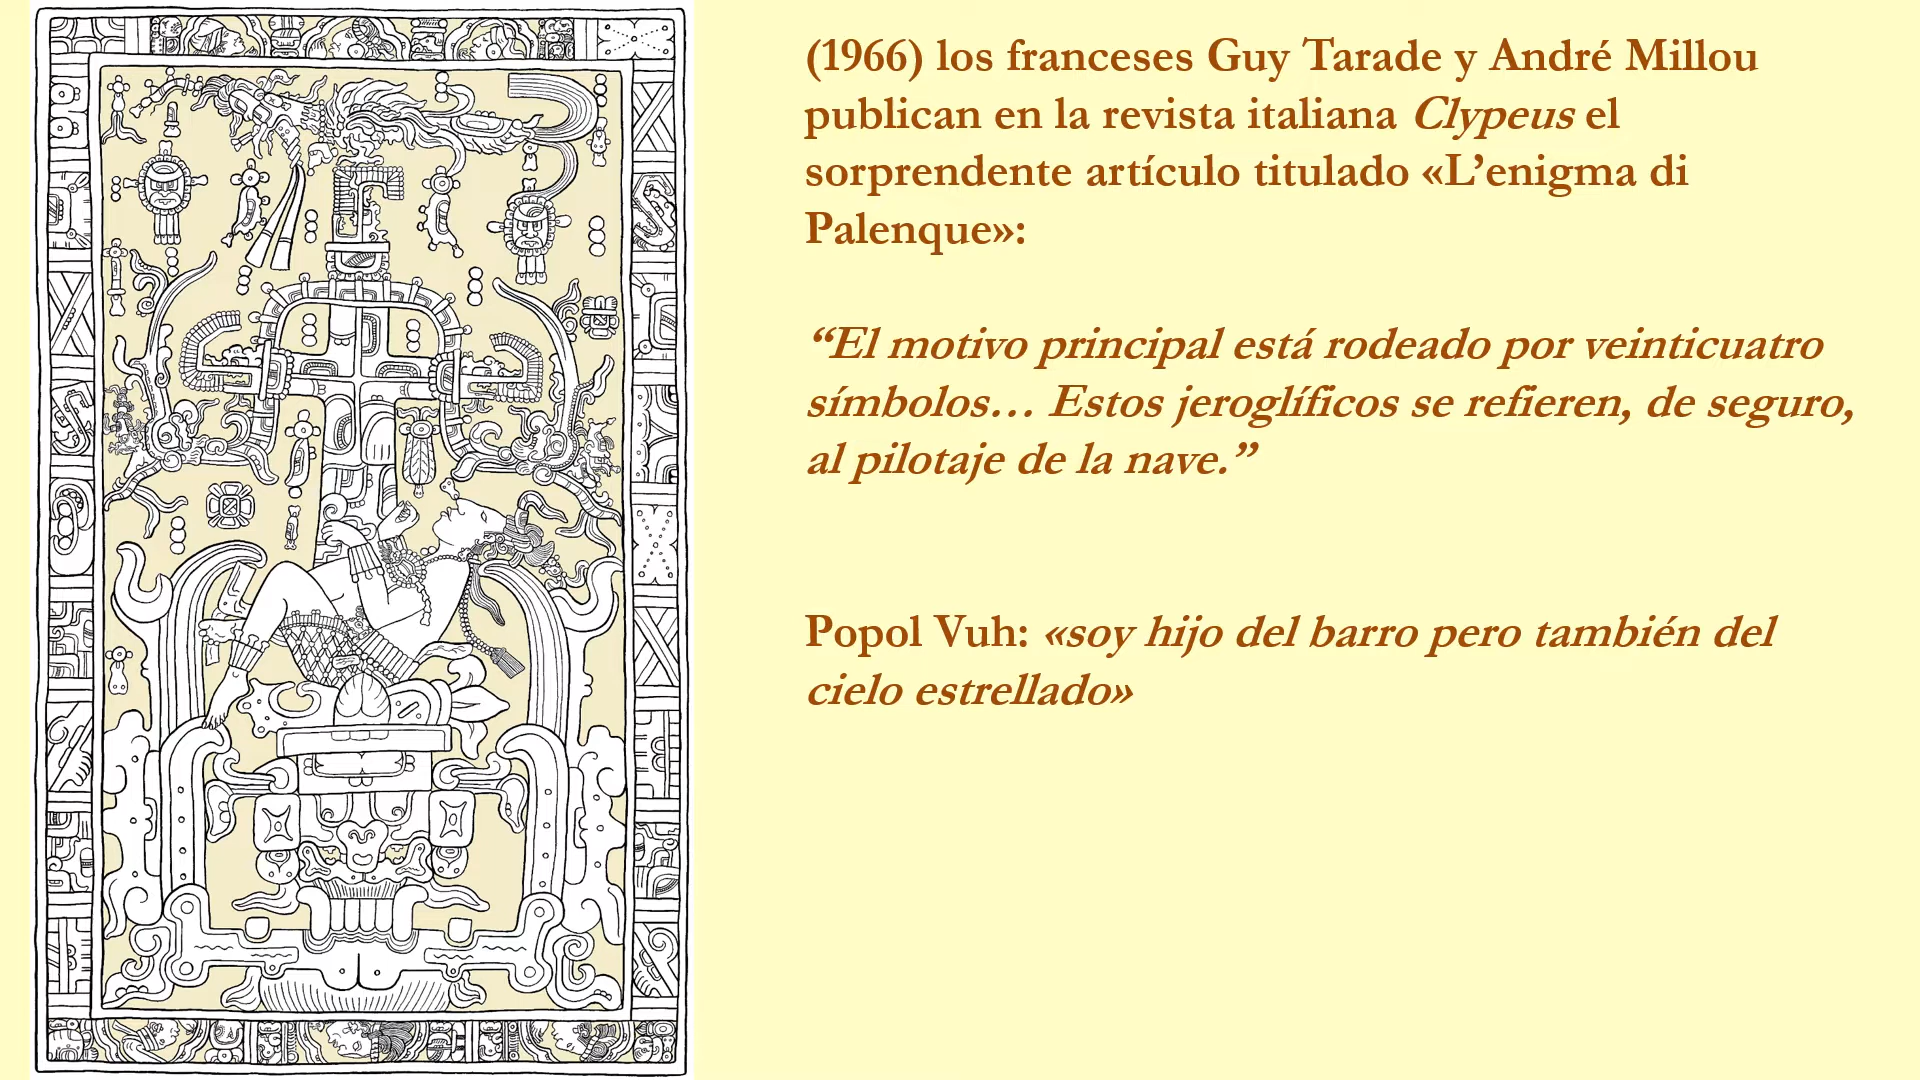 (1966) los franceses Guy Tarade y André Millou
publican en la revista italiana Clypeus el
sorprendente artículo titulado «L’enigma di
Palenque»:
“El motivo principal está rodeado por veinticuatro
símbolos… Estos jeroglíficos se refieren, de seguro,
al pilotaje de la nave.”
Popol Vuh: «soy hijo del barro pero también del
cielo estrellado»